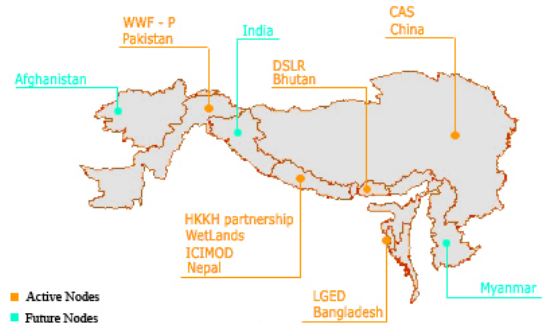 CAS
China
WWF - P
Pakistan
India
DSLR
Bhutan
Afghanistan
HKKH partnership
WetLands
ICIMOD
Nepal
LGED
Bangladesh
Myanmar
Active Nodes
Future Nodes